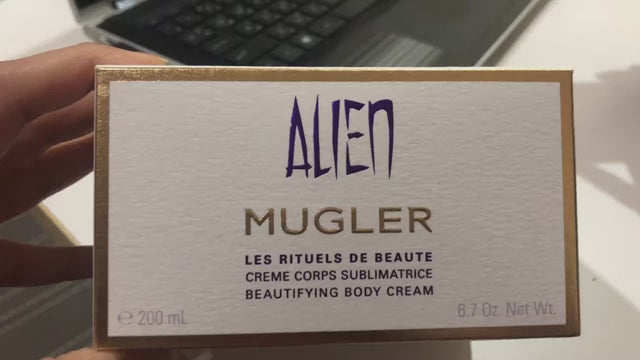 ALIEN
MUGLER
LES RITUELS DE BEAUTE
CREME CORPS SUBLIMATRICE
BEAUTIFYING BODY CREAM
℮ 200 mL
6.7 Oz. Net Wt.